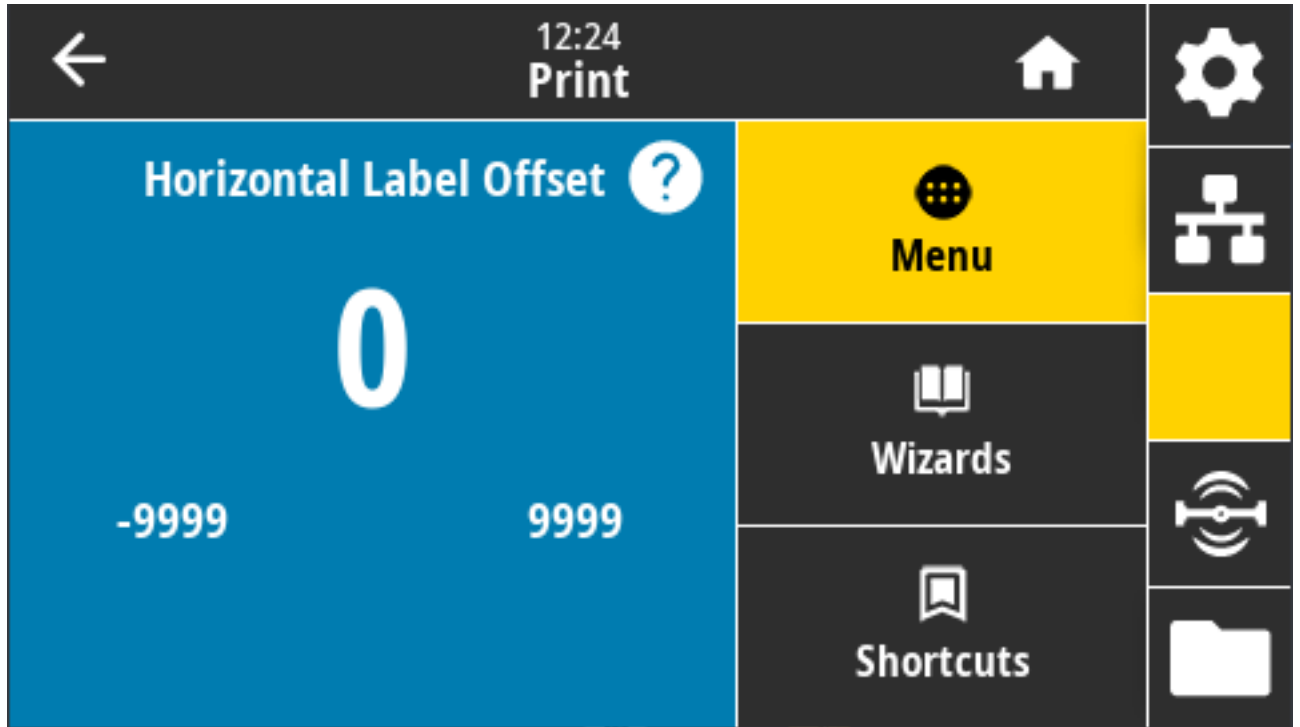 12:24
Print
Horizontal Label Offset ?
0
-9999 9999
Menu
Wizards
Shortcuts